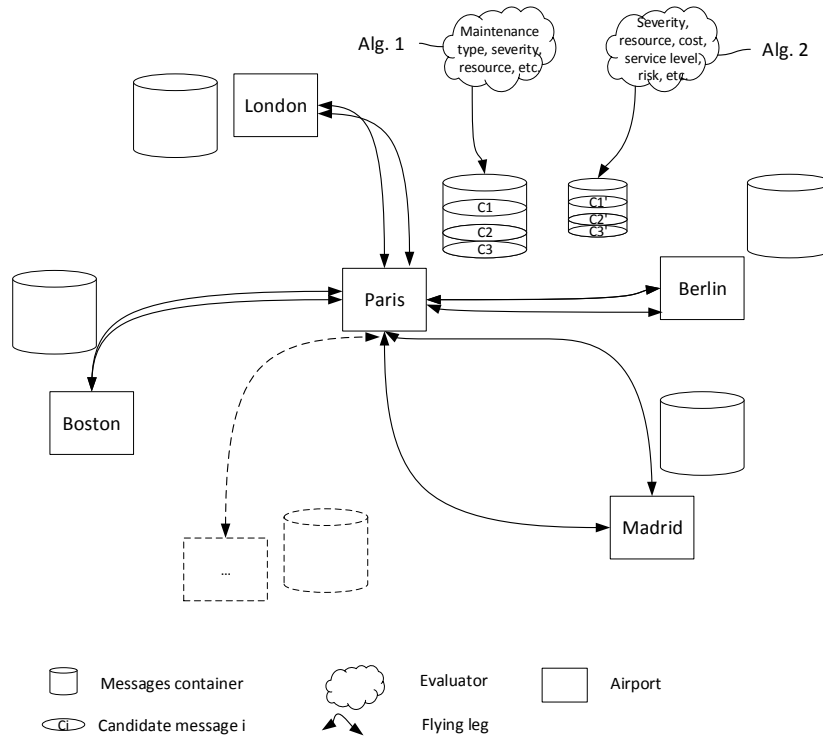 Alg. 1
Maintenance
type, severity,
resource, etc.
Severity,
resource, cost,
service level,
risk, etc.
Alg. 2
London
C1
C2
C3
C1'
C2'
C3'
Paris
Berlin
Boston
Madrid
...
Messages container
Evaluator
Airport
Ci
Candidate message i
Flying leg